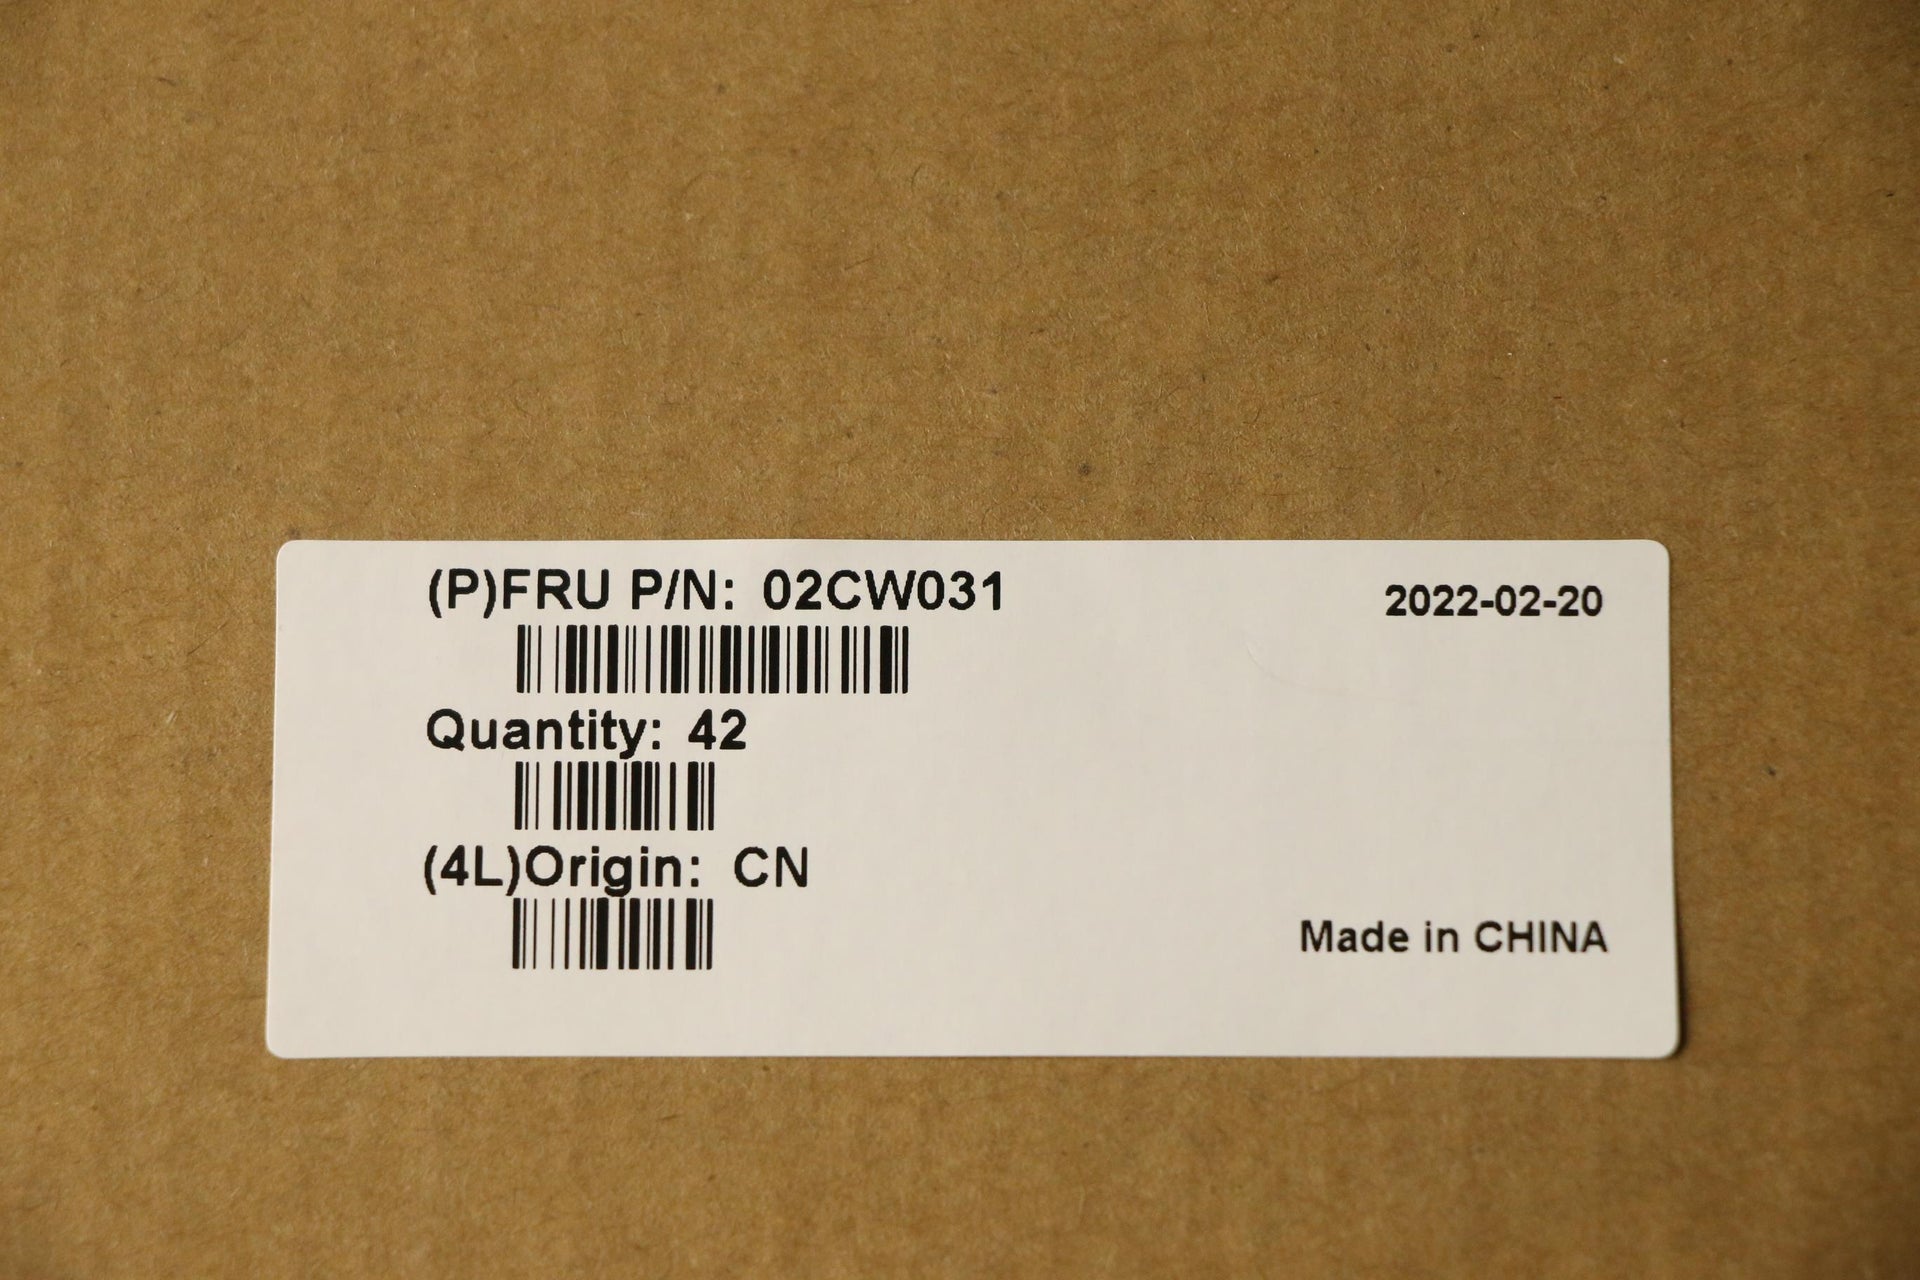 (P)FRU P/N: 02CW031
2022-02-20
Quantity: 42
(4L)Origin: CN
Made in CHINA